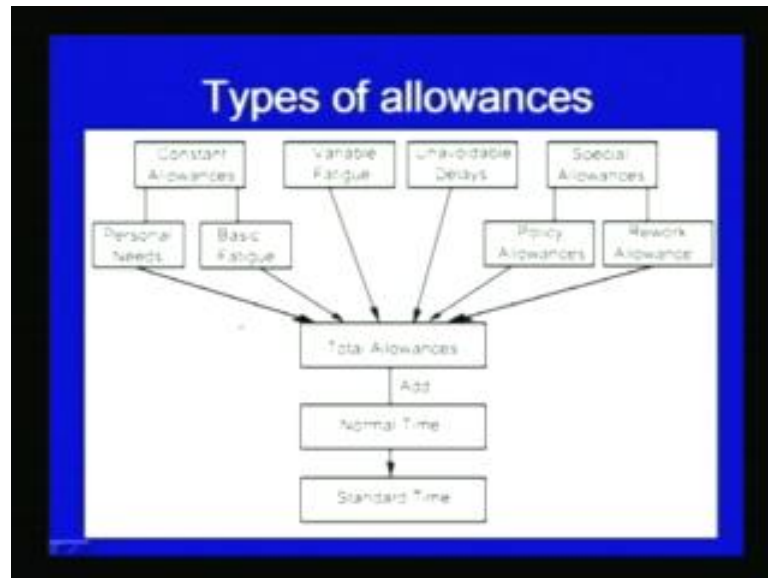 Types of allowances
Constant
Allowances
Variable
Fatigue
Unavoidable
Delays
Special
Allowances
Personal
Needs
Basic
Fatigue
Policy
Allowances
Rework
Allowance
Total Allowances
Add
Normal Time
Standard Time